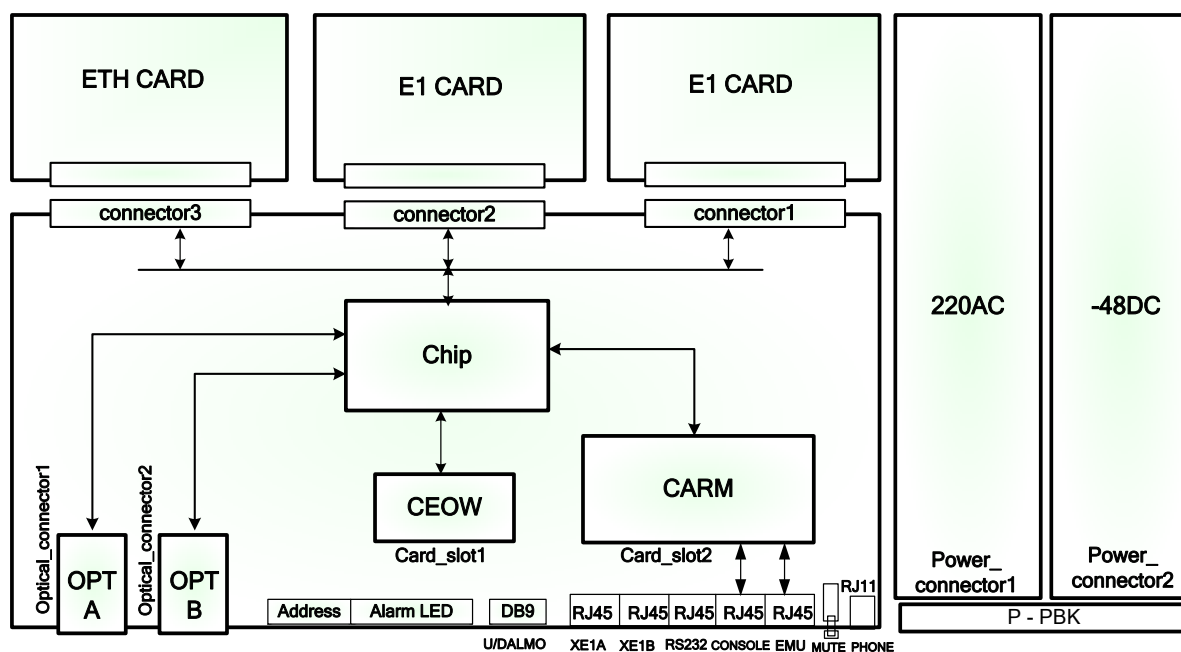 ETH CARD
E1 CARD
E1 CARD
connector3
connector2
connector1
220AC
-48DC
Chip
Optical_connector1
Optical_connector2
CEOW
CARM
Card_slot1
Card_slot2
OPT
A
OPT
B
Power_
connector1
Power_
connector2
Address
Alarm LED
DB9
RJ45
RJ45
RJ45
RJ45
RJ45
RJ11
P - PBK
U/DALMO
XE1A
XE1B
RS232
CONSOLE
EMU
MUTE
PHONE